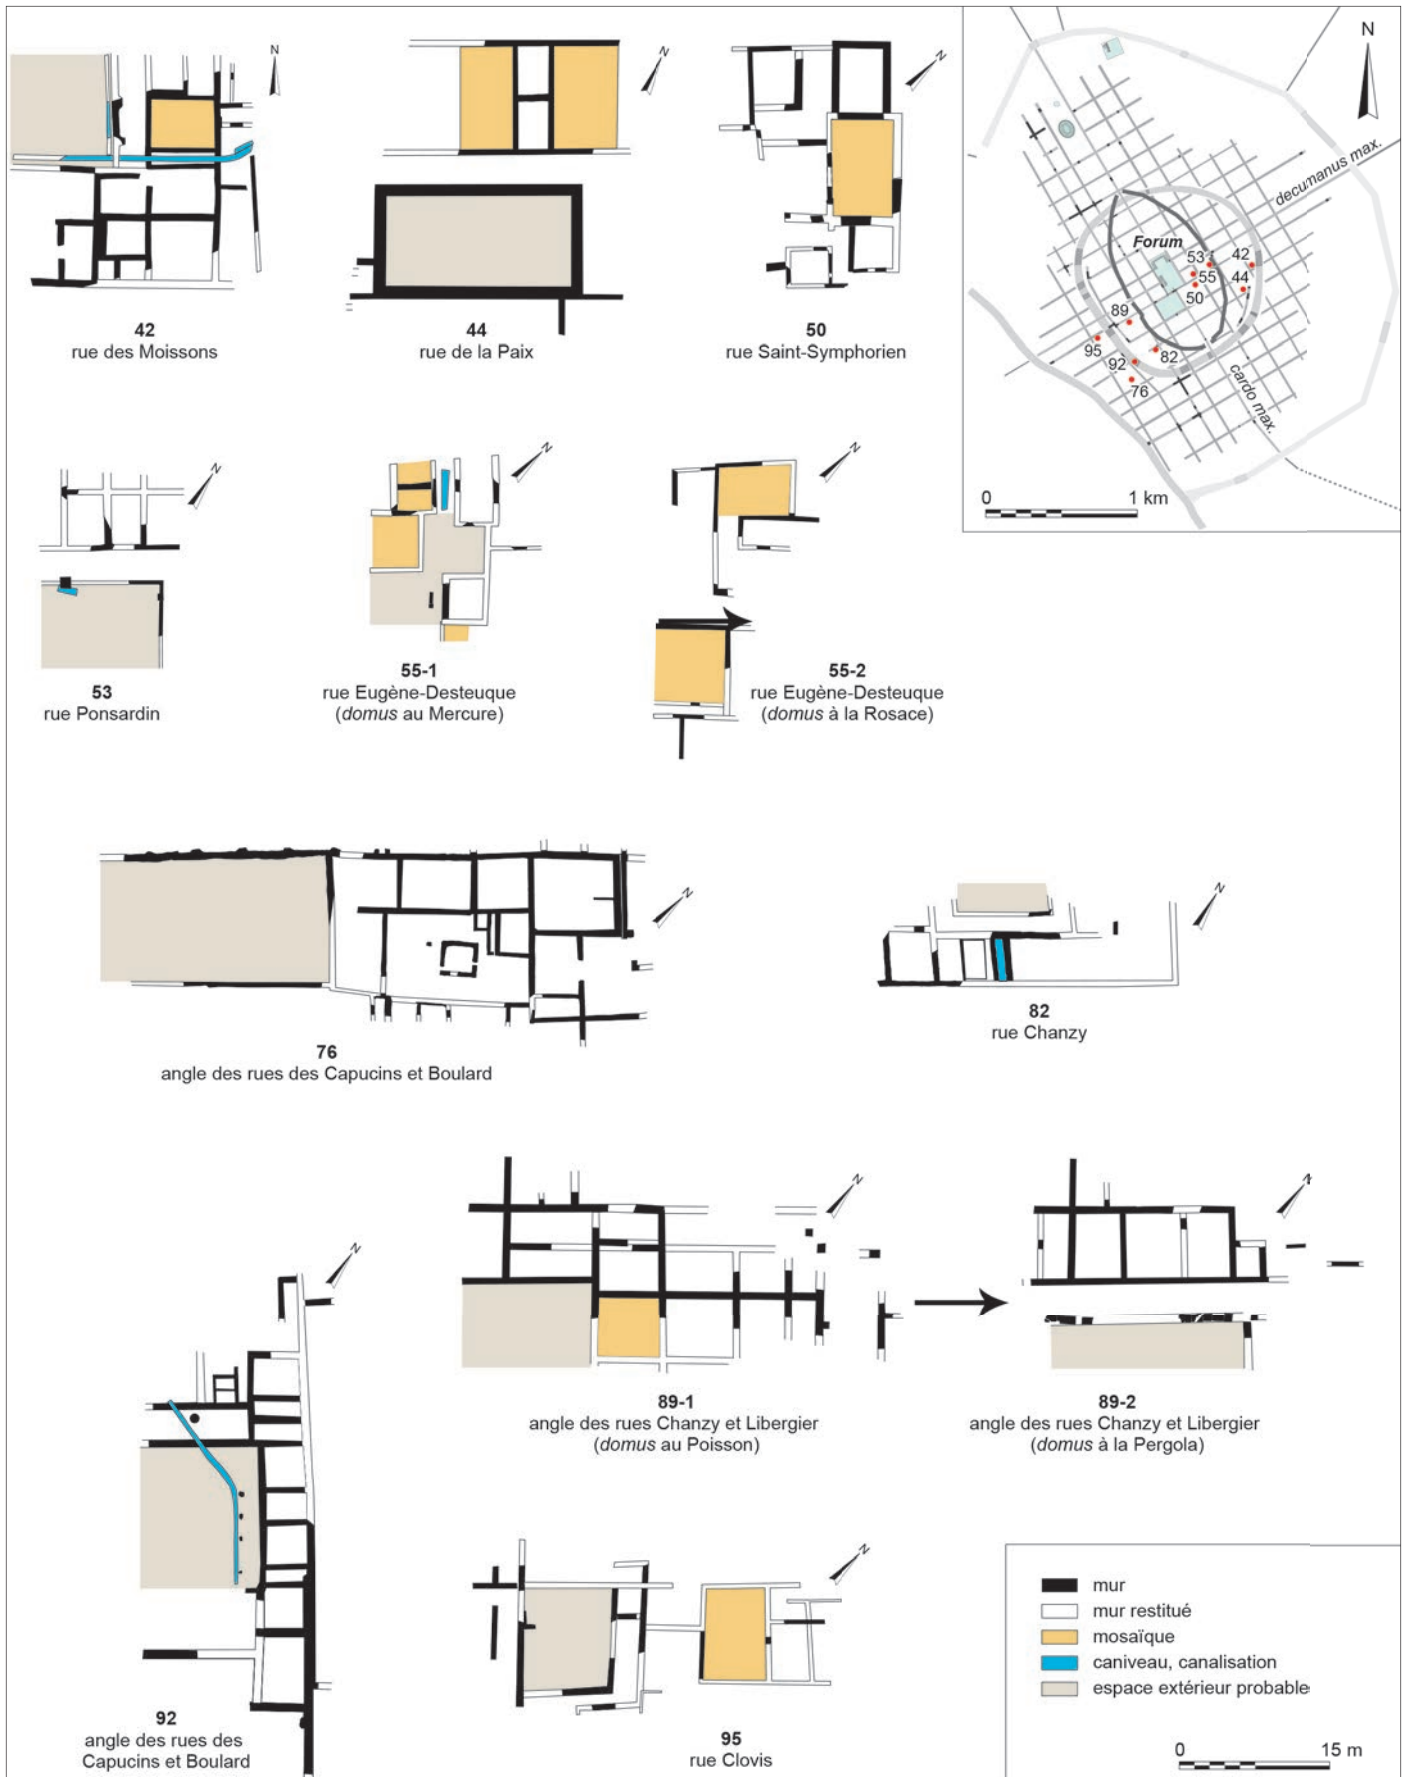 N
42
rue des Moissons
N
44
rue de la Paix
N
50
rue Saint-Symphorien
N
decumanus max.
Forum
53
42
55
44
50
89
95
82
92
76
cardo max.
0 1 km
N
53
rue Ponsardin
N
55-1
rue Eugène-Desteuque
(domus au Mercure)
N
55-2
rue Eugène-Desteuque
(domus à la Rosace)
N
76
angle des rues des Capucins et Boulard
N
82
rue Chanzy
N
92
angle des rues des
Capucins et Boulard
N
89-1
angle des rues Chanzy et Libergier
(domus au Poisson)
N
89-2
angle des rues Chanzy et Libergier
(domus à la Pergola)
N
95
rue Clovis
mur
mur restitué
mosaïque
caniveau, canalisation
espace extérieur probable
0 15 m